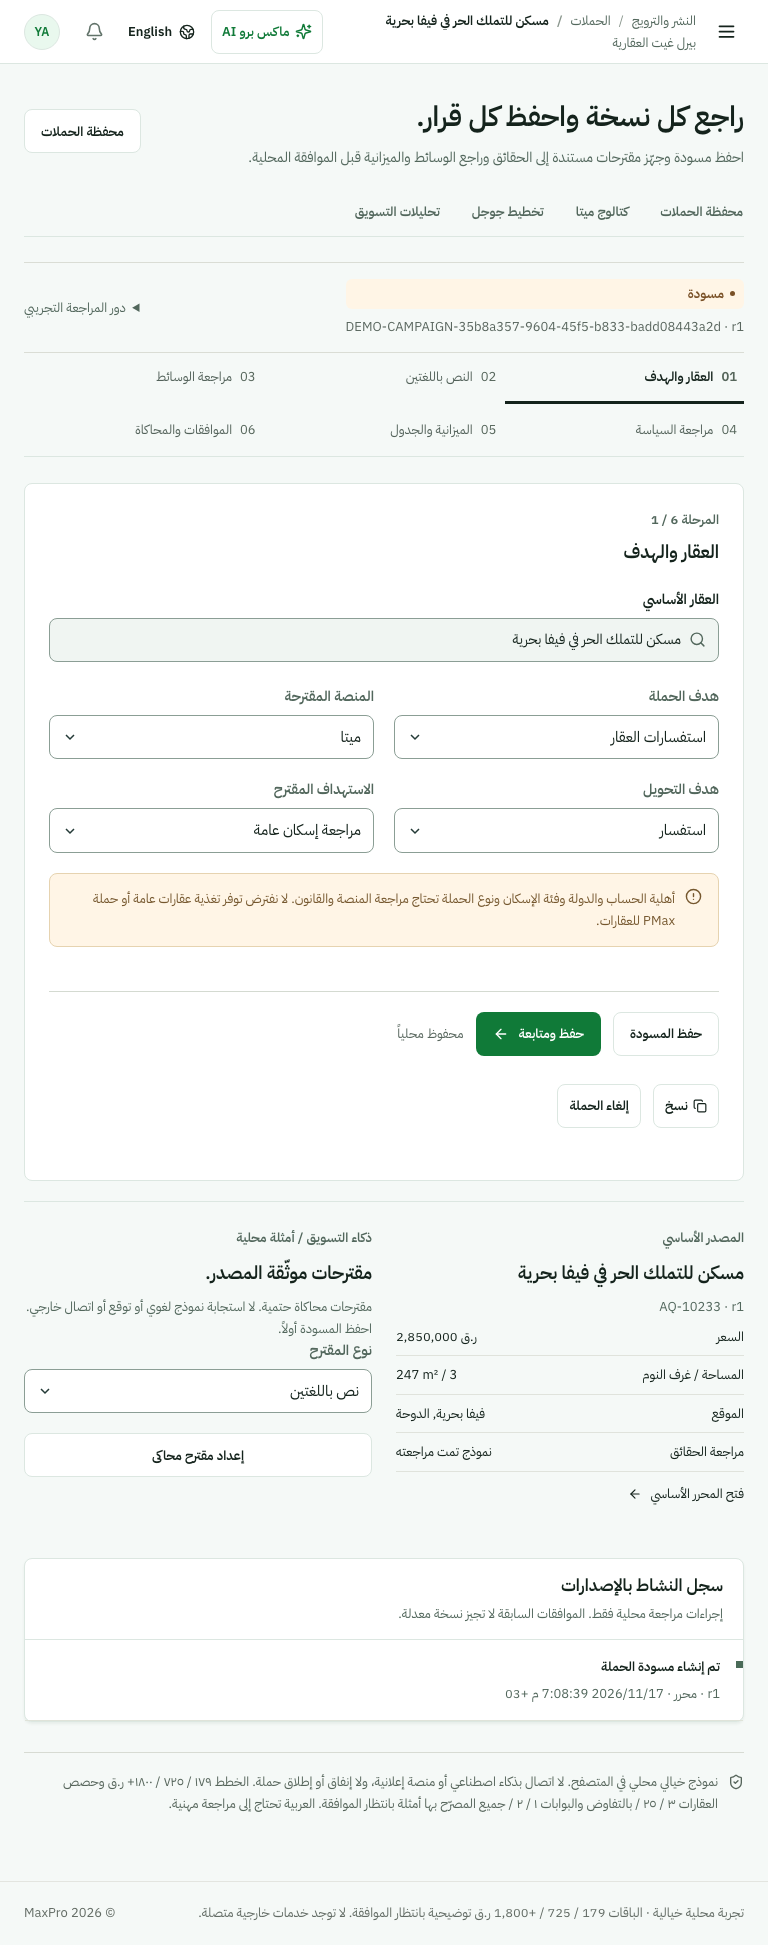 النشر والترويج / الحملات / مسكن للتملك الحر في فيفا بحرية
بيرل غيت العقارية
ماكس برو AI
English
YA
راجع كل نسخة واحفظ كل قرار.
احفظ مسودة وجهّز مقترحات مستندة إلى الحقائق وراجع الوسائط والميزانية قبل الموافقة المحلية.
محفظة الحملات
محفظة الحملات
كتالوج ميتا
تخطيط جوجل
تحليلات التسويق
مسودة
DEMO-CAMPAIGN-35b8a357-9604-45f5-b833-badd08443a2d · r1
دور المراجعة التجريبي
01 العقار والهدف
02 النص باللغتين
03 مراجعة الوسائط
04 مراجعة السياسة
05 الميزانية والجدول
06 الموافقات والمحاكاة
المرحلة 6 / 1
العقار والهدف
العقار الأساسي
مسكن للتملك الحر في فيفا بحرية
هدف الحملة
المنصة المقترحة
استفسارات العقار
ميتا
هدف التحويل
الاستهداف المقترح
استفسار
مراجعة إسكان عامة
أهلية الحساب والدولة وفئة الإسكان ونوع الحملة تحتاج مراجعة المنصة والقانون. لا نفترض توفر تغذية عقارات عامة أو حملة
PMax للعقارات.
حفظ المسودة
حفظ ومتابعة
محفوظ محلياً
نسخ
إلغاء الحملة
المصدر الأساسي
مسكن للتملك الحر في فيفا بحرية
AQ-10233 · r1
السعر
ر.ق 2,850,000
المساحة / غرف النوم
247 m² / 3
الموقع
فيفا بحرية, الدوحة
مراجعة الحقائق
نموذج تمت مراجعته
فتح المحرر الأساسي
ذكاء التسويق / أمثلة محلية
مقترحات موثّقة المصدر.
مقترحات محاكاة حتمية. لا استجابة نموذج لغوي أو توقع أو اتصال خارجي.
احفظ المسودة أولاً.
نوع المقترح
نص باللغتين
إعداد مقترح محاكى
سجل النشاط بالإصدارات
إجراءات مراجعة محلية فقط. الموافقات السابقة لا تجيز نسخة معدلة.
تم إنشاء مسودة الحملة
r1 · محرر · 2026/11/17 7:08:39 م +03
نموذج خيالي محلي في المتصفح. لا اتصال بذكاء اصطناعي أو منصة إعلانية، ولا إنفاق أو إطلاق حملة. الخطط ١٧٩ / ٧٢٥ / ١٨٠٠+ ر.ق وحصص
العقارات ٣ / ٢٥ / بالتفاوض والبوابات ١ / ٢ / جميع المصرّح بها أمثلة بانتظار الموافقة. العربية تحتاج إلى مراجعة مهنية.
تجربة محلية خيالية · الباقات 179 / 725 / +1,800 ر.ق توضيحية بانتظار الموافقة. لا توجد خدمات خارجية متصلة.
© 2026 MaxPro